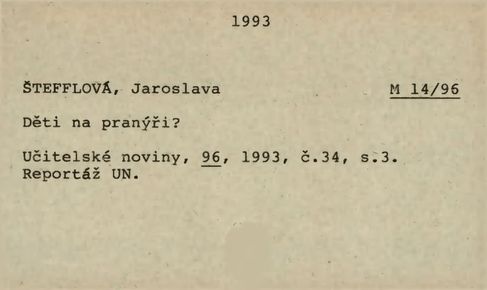 1993
ŠTEFFLOVÁ, Jaroslava M 14/96
Děti na pranýři?
Učitelské noviny, 96, 1993, č.34, s.3.
Reportáž UN.